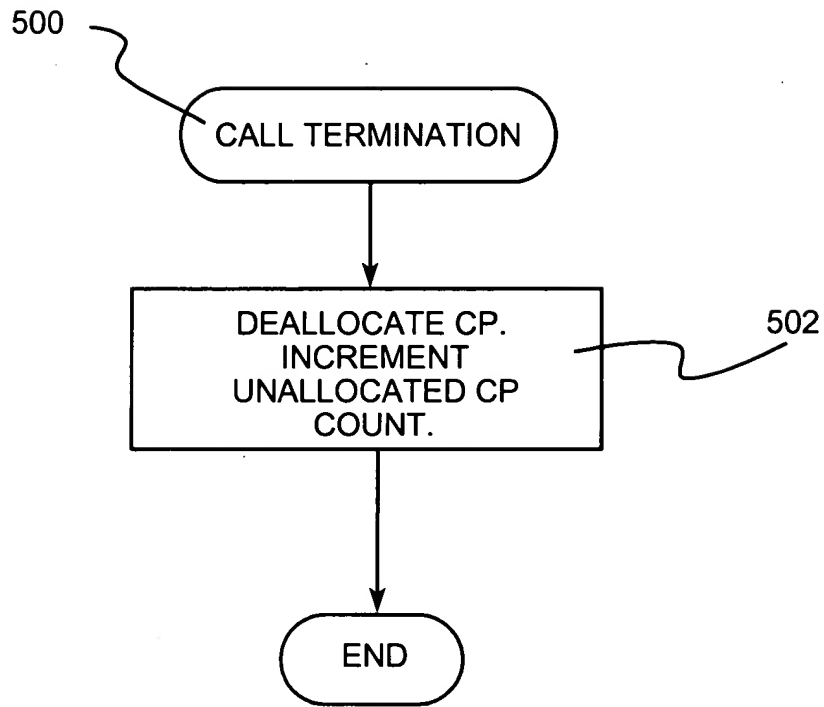 500
CALL TERMINATION
DEALLOCATE CP.
INCREMENT
UNALLOCATED CP
COUNT.
502
END